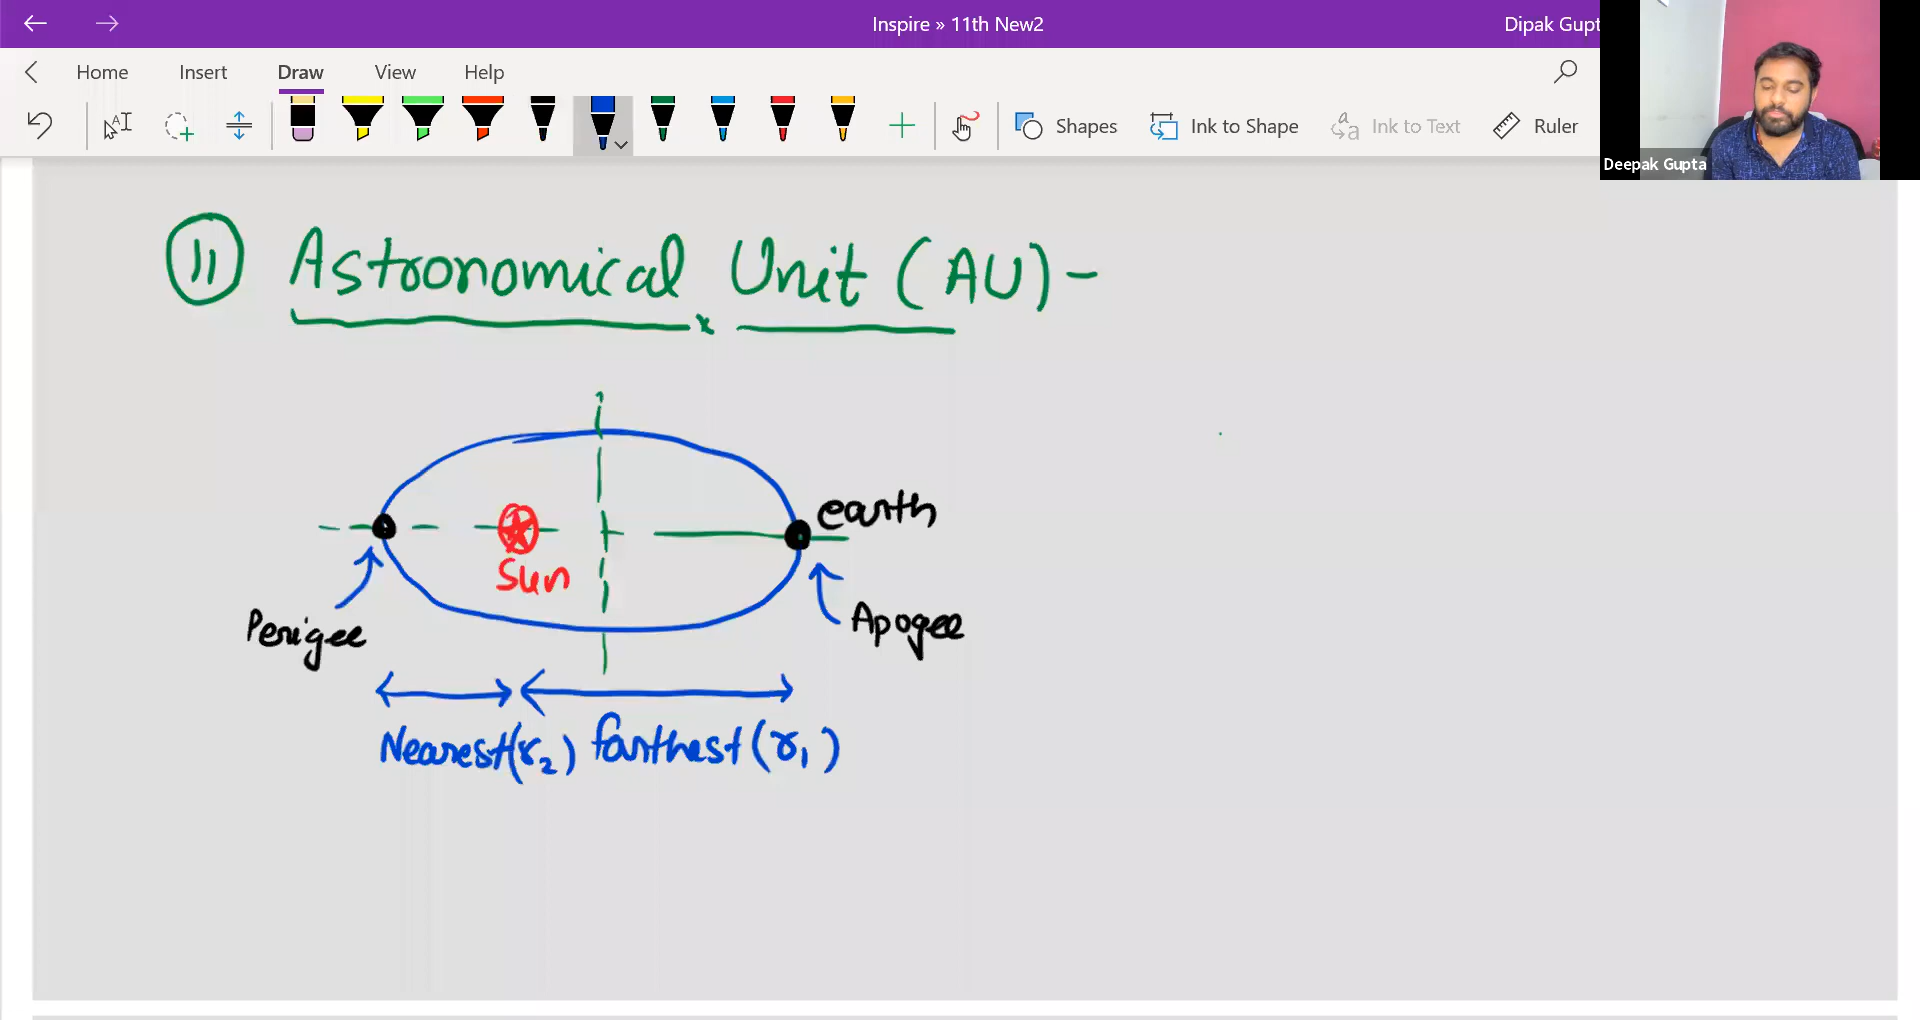 Inspire » 11th New2
Dipak Gupt
Home Insert Draw View Help
Shapes Ink to Shape Ink to Text Ruler
Deepak Gupta
11 Astronomical Unit (AU) -
earth
Sun
Perigee
Apogee
Nearest (r2) farthest (r1)